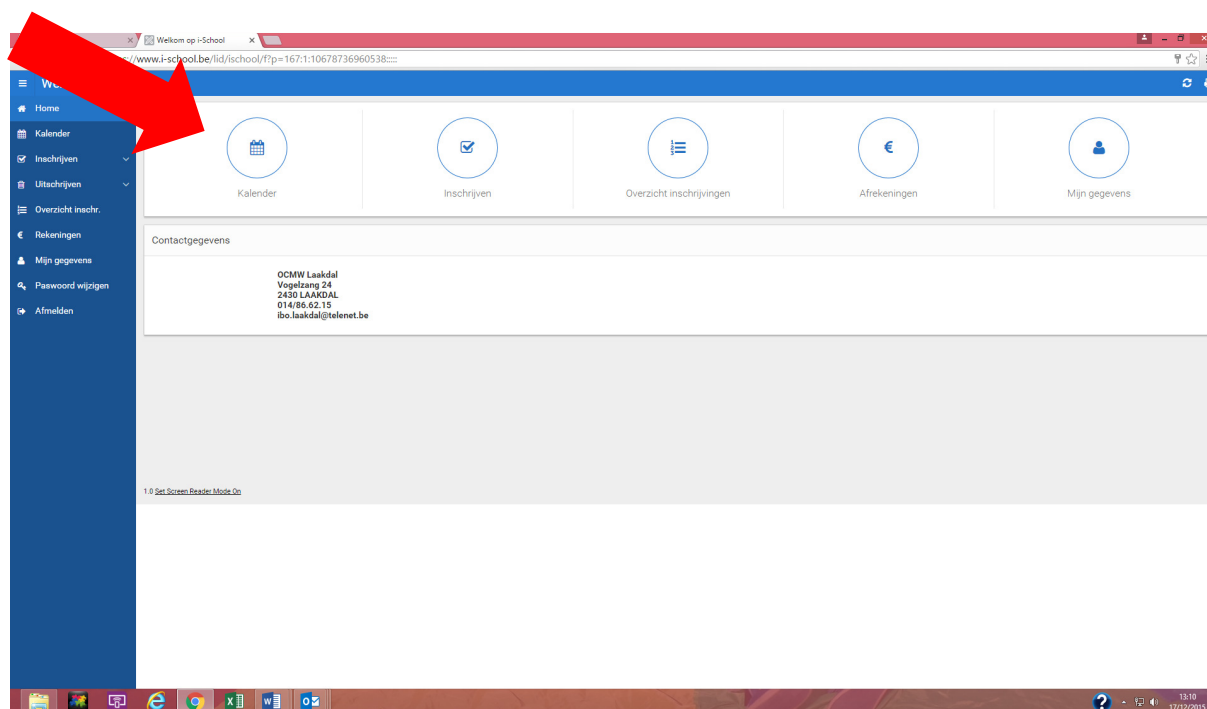 Welkom op i-School
www.i-school.be/lid/ischool/f?p=167:1:10678736960538:::::
Home
Kalender
Inschrijven
Uitschrijven
Overzicht inschr.
€ Rekeningen
Mijn gegevens
Paswoord wijzigen
Afmelden
Kalender
Inschrijven
Overzicht inschrijvingen
€
Afrekeningen
Mijn gegevens
Contactgegevens
OCMW Laakdal
Vogelzang 24
2430 LAAKDAL
014/86.62.15
ibo.laakdal@telenet.be
1.0 Set Screen Reader Mode On
13:10
17/12/2015